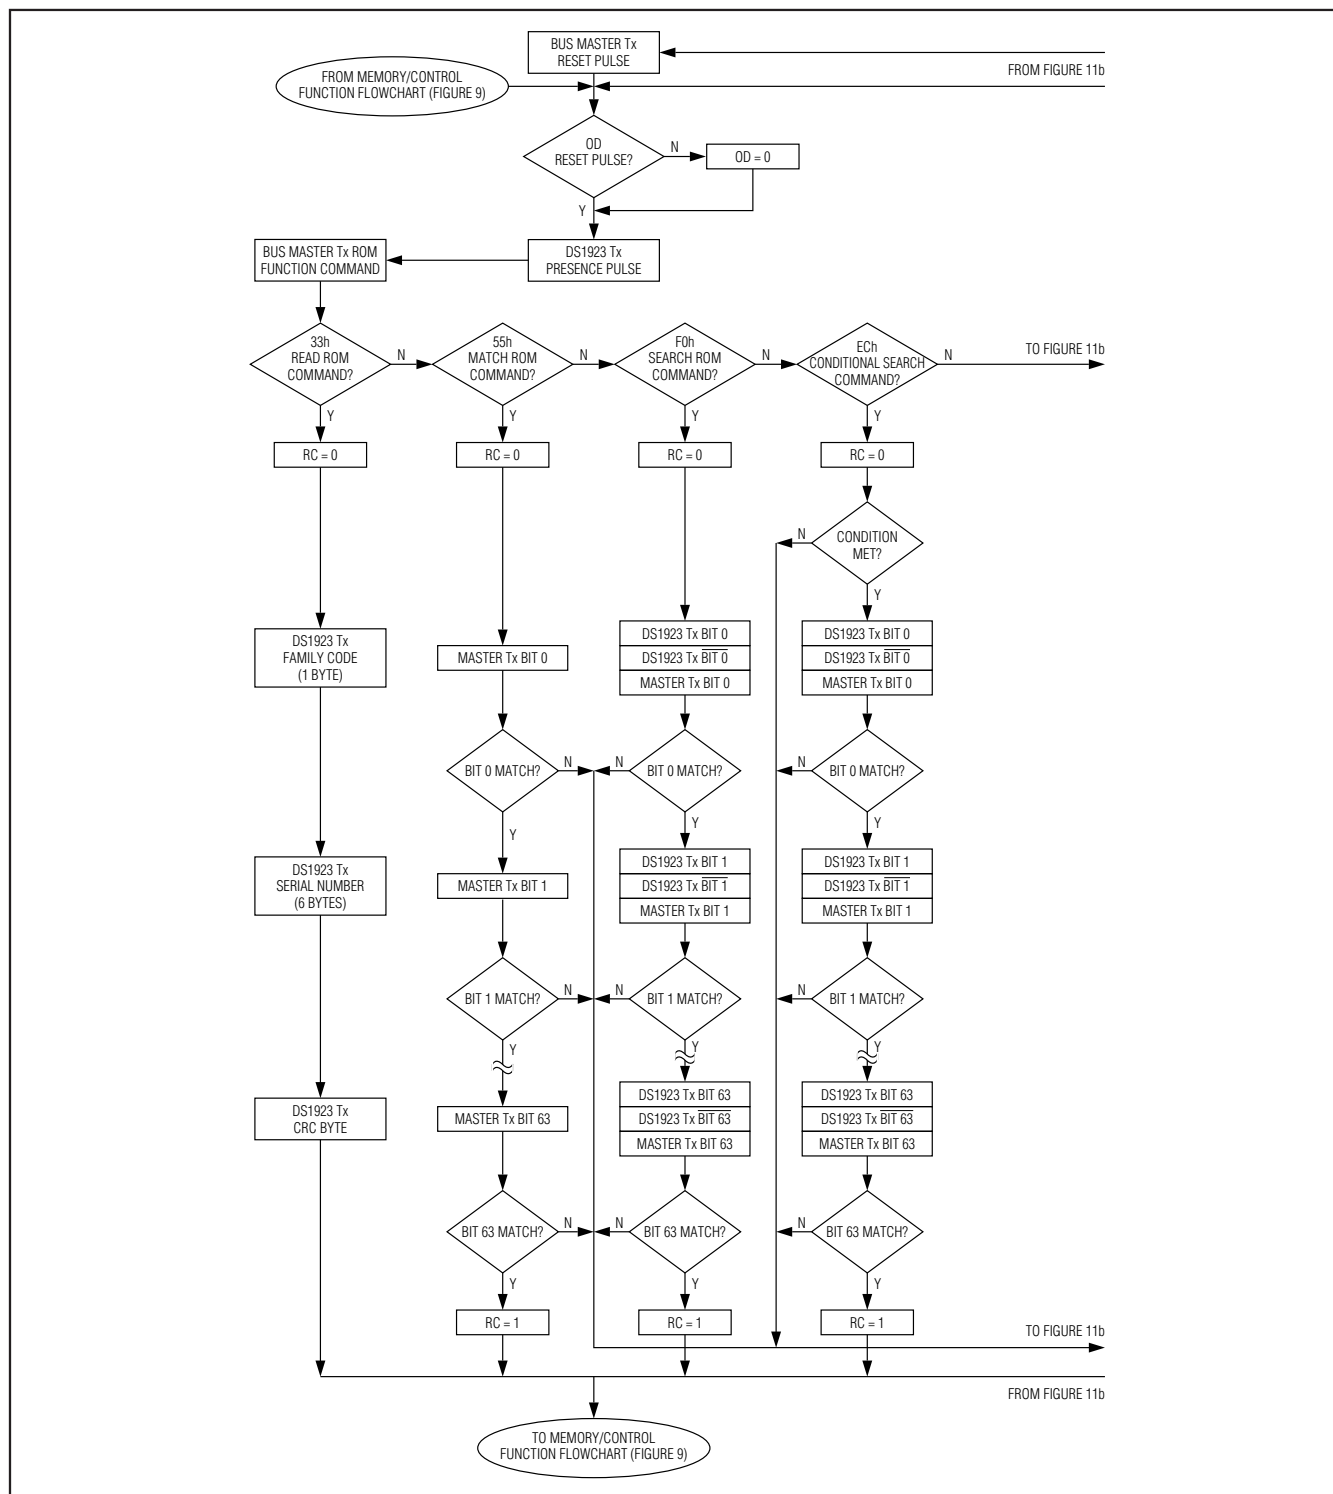 BUS MASTER Tx
RESET PULSE
FROM FIGURE 11b
FROM MEMORY/CONTROL
FUNCTION FLOWCHART (FIGURE 9)
OD
RESET PULSE?
N
OD = 0
Y
BUS MASTER Tx ROM
FUNCTION COMMAND
DS1923 Tx
PRESENCE PULSE
33h
READ ROM
COMMAND?
N
55h
MATCH ROM
COMMAND?
N
F0h
SEARCH ROM
COMMAND?
N
ECh
CONDITIONAL SEARCH
COMMAND?
N
TO FIGURE 11b
Y
Y
Y
Y
RC = 0
RC = 0
RC = 0
RC = 0
N
CONDITION
MET?
Y
DS1923 Tx
FAMILY CODE
(1 BYTE)
MASTER Tx BIT 0
DS1923 Tx BIT 0
DS1923 Tx BIT 0
MASTER Tx BIT 0
DS1923 Tx BIT 0
DS1923 Tx BIT 0
MASTER Tx BIT 0
BIT 0 MATCH?
N
N
BIT 0 MATCH?
N
BIT 0 MATCH?
Y
Y
Y
DS1923 Tx
SERIAL NUMBER
(6 BYTES)
MASTER Tx BIT 1
DS1923 Tx BIT 1
DS1923 Tx BIT 1
MASTER Tx BIT 1
DS1923 Tx BIT 1
DS1923 Tx BIT 1
MASTER Tx BIT 1
BIT 1 MATCH?
N
N
BIT 1 MATCH?
N
BIT 1 MATCH?
Y
Y
Y
DS1923 Tx
CRC BYTE
MASTER Tx BIT 63
DS1923 Tx BIT 63
DS1923 Tx BIT 63
MASTER Tx BIT 63
DS1923 Tx BIT 63
DS1923 Tx BIT 63
MASTER Tx BIT 63
BIT 63 MATCH?
N
N
BIT 63 MATCH?
N
BIT 63 MATCH?
Y
Y
Y
RC = 1
RC = 1
RC = 1
TO FIGURE 11b
FROM FIGURE 11b
TO MEMORY/CONTROL
FUNCTION FLOWCHART (FIGURE 9)